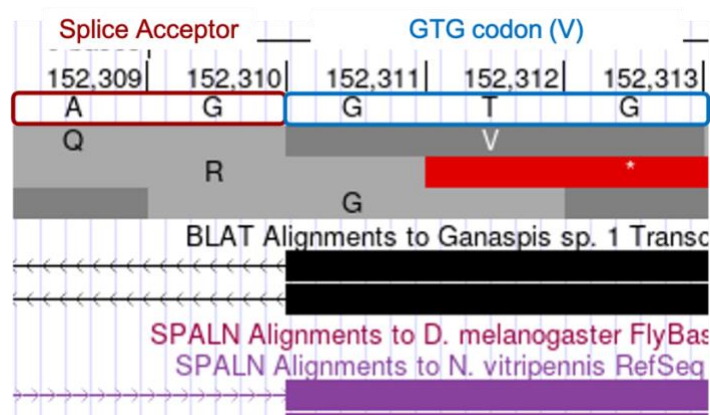 Splice Acceptor GTG codon (V)
152,309 152,310 152,311 152,312 152,313
A G G T G
Q V
R *
G
BLAT Alignments to Ganaspis sp. 1 Transc
SPALN Alignments to D. melanogaster FlyBas
SPALN Alignments to N. vitripennis RefSeq